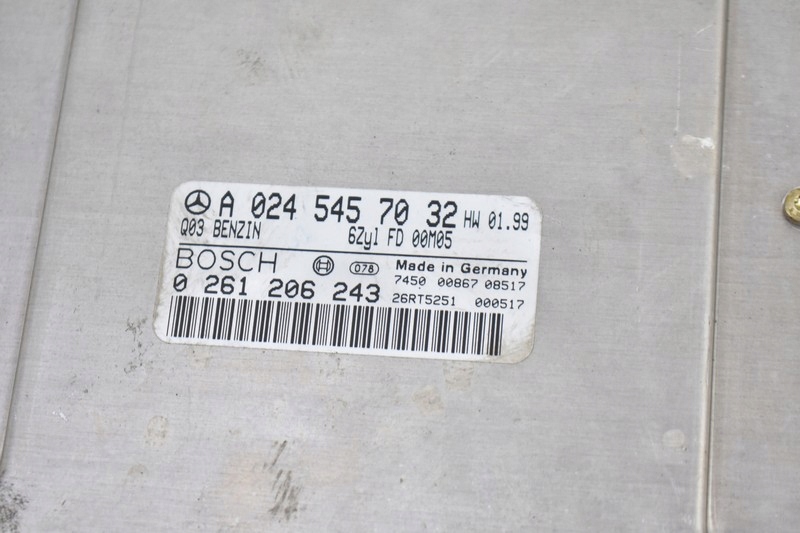 A 024 545 70 32 HW 01.99
Q03 BENZIN 6Zyl FD 00M05
BOSCH 078 Made in Germany
7450 00867 08517
0 261 206 243 26RT5251 000517